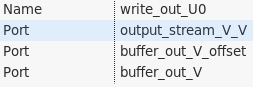 Name write_out_U0
Port output_stream_V_V
Port buffer_out_V_offset
Port buffer_out_V